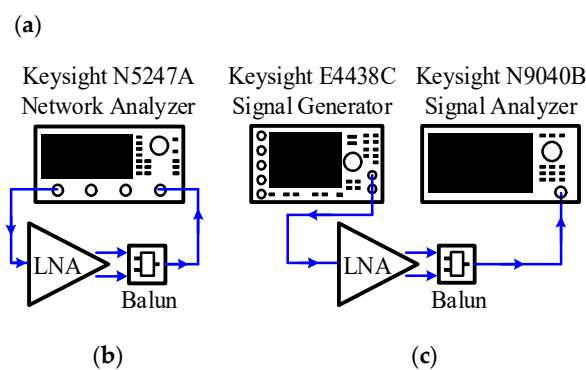 (a)
Keysight N5247A
Network Analyzer
Keysight E4438C
Signal Generator
Keysight N9040B
Signal Analyzer
LNA
Balun
LNA
Balun
(b)
(c)